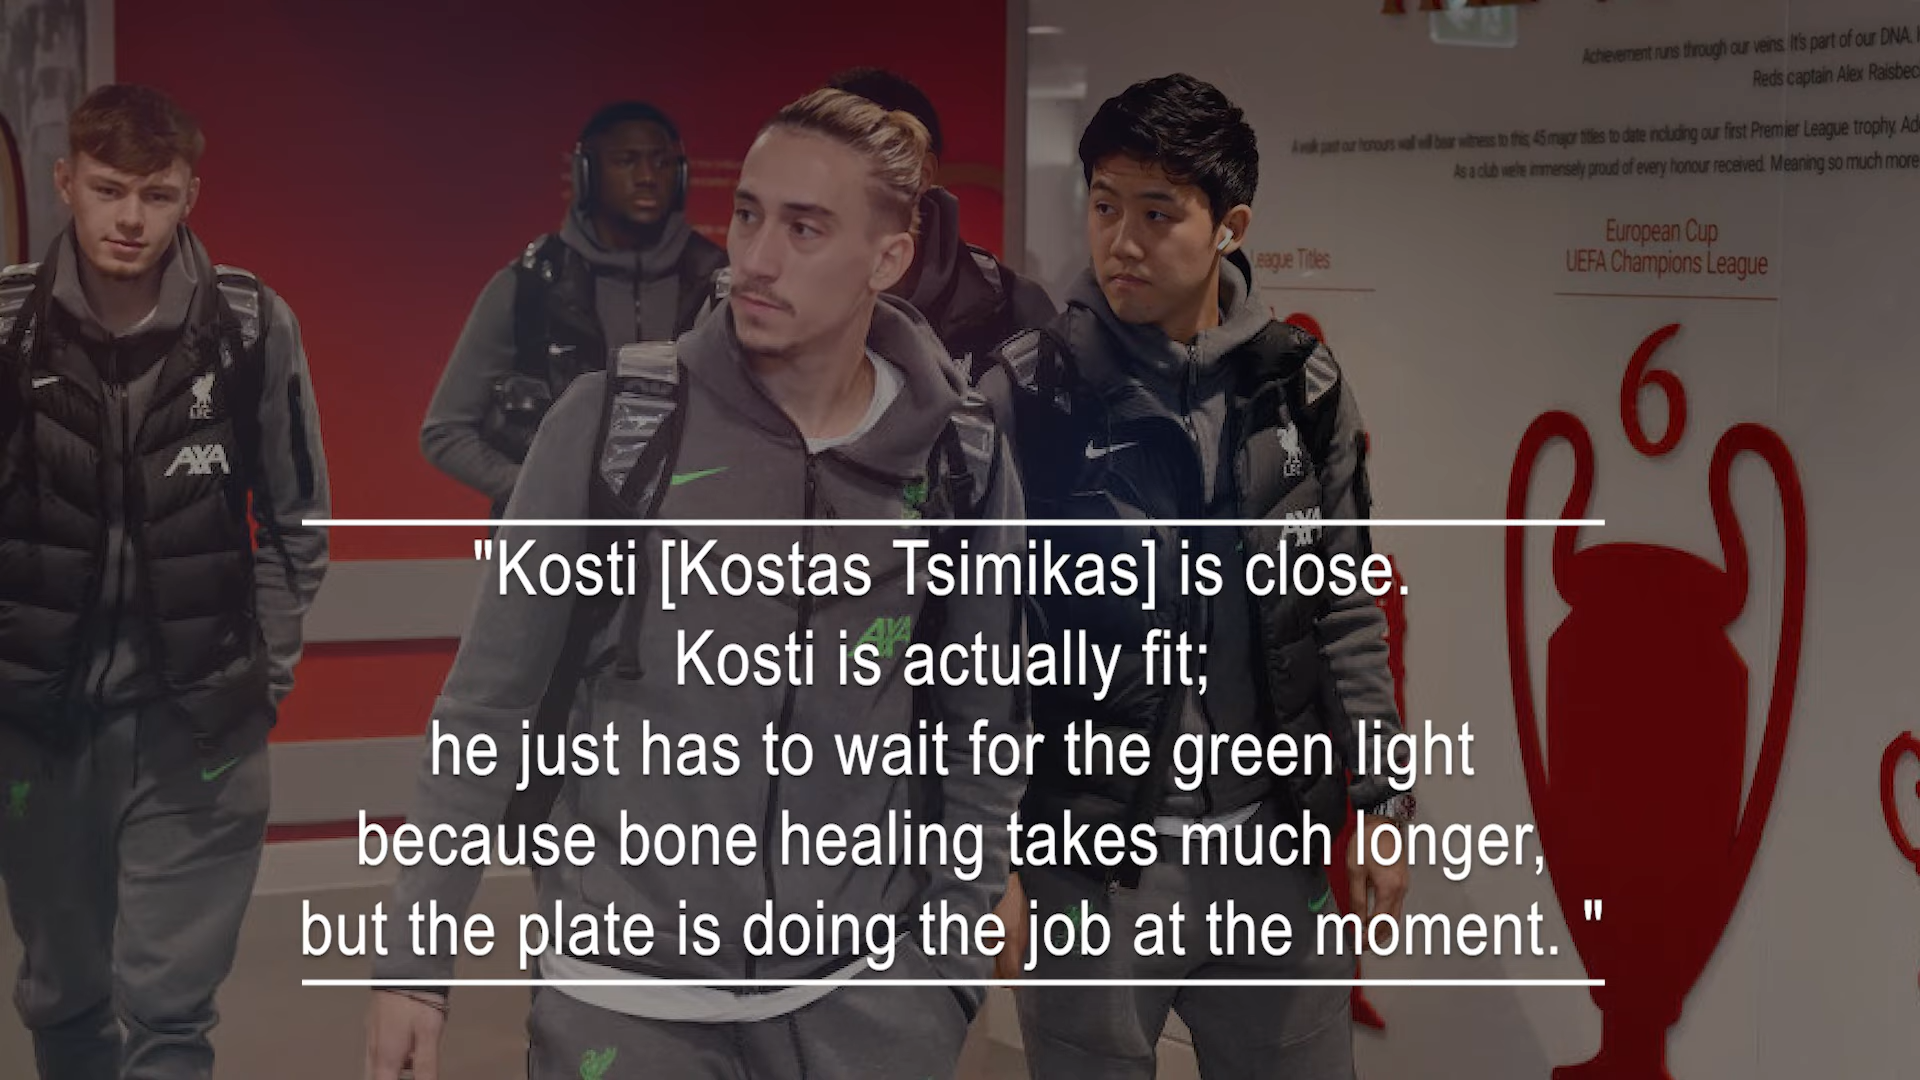 Achievement runs through our veins. It's part of our DNA.
Reds captain Alex Raisbec
A walk past our honours wall will bear witness to this; 45 major titles to date including our first Premier League trophy. Ad
As a club we're immensely proud of every honour received. Meaning so much more
League Titles
European Cup
UEFA Champions League
6
LFC
AXA
LFC
AXA
AXA
"Kosti [Kostas Tsimikas] is close.
Kosti is actually fit;
he just has to wait for the green light
because bone healing takes much longer,
but the plate is doing the job at the moment. "